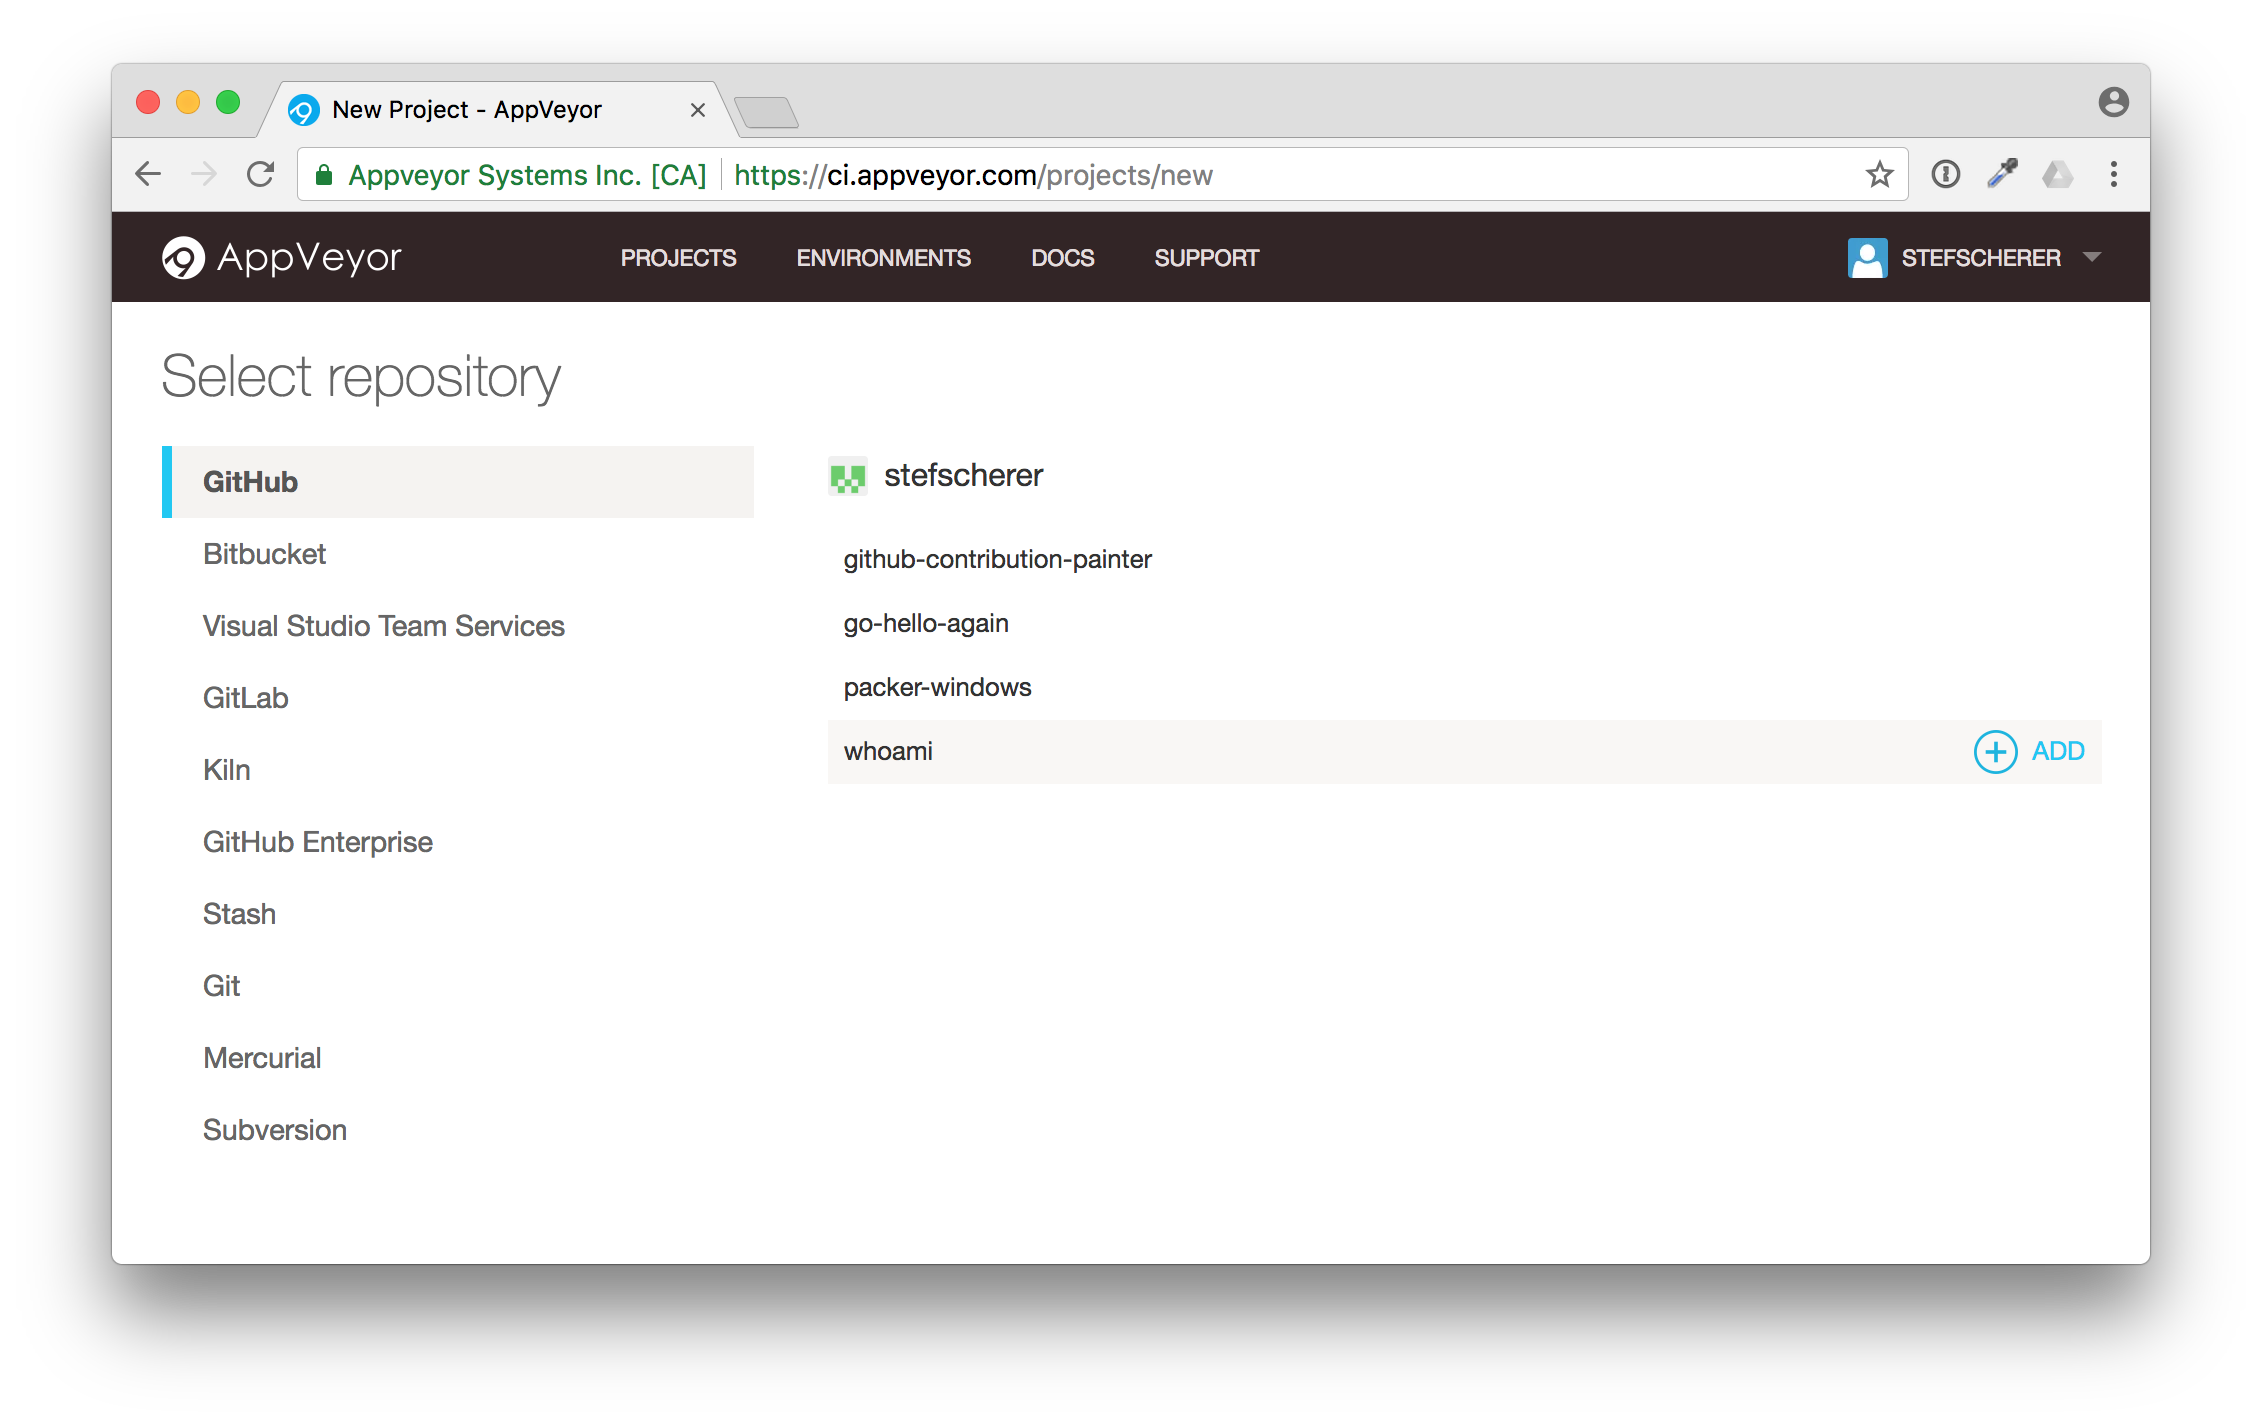 New Project - AppVeyor
Appveyor Systems Inc. [CA] https://ci.appveyor.com/projects/new
AppVeyor PROJECTS ENVIRONMENTS DOCS SUPPORT STEFSCHERER
Select repository
GitHub
Bitbucket
Visual Studio Team Services
GitLab
Kiln
GitHub Enterprise
Stash
Git
Mercurial
Subversion
stefscherer
github-contribution-painter
go-hello-again
packer-windows
whoami ADD